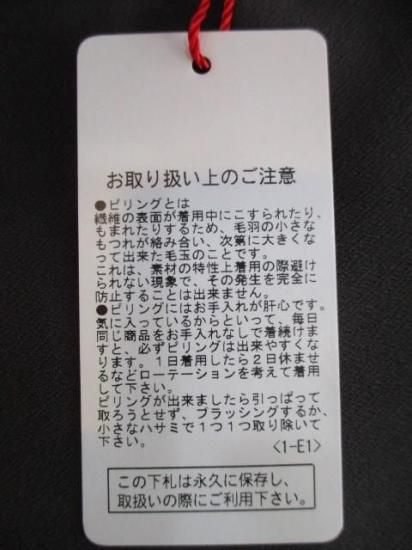 お取り扱い上のご注意
●ピリングとは
繊維の表面が着用中にこすられたり、
もまれたりするため、毛羽の小さな
もつれが絡み合い、次第に大きくな
って出来た毛玉のことです。
これは、素材の特性上着用の際避け
られない現象で、その発生を完全に
防止することは出来ません。
●ピリングにはお手入れが肝心です。
気に入っているからといって、毎日
同じ商品をお手入れなしで着続けま
すと、必ずピリングは出来やすくな
ります。1日着用したら2日休ませ
るなどローテーションを考えて着用
して下さい。
ピリングが出来ましたら引っぱって
取ろうとせず、ブラッシングするか、
小さなハサミで1つ1つ取り除いて
下さい。
<1-E1>
この下札は永久に保存し、
取扱いの際にご利用下さい。